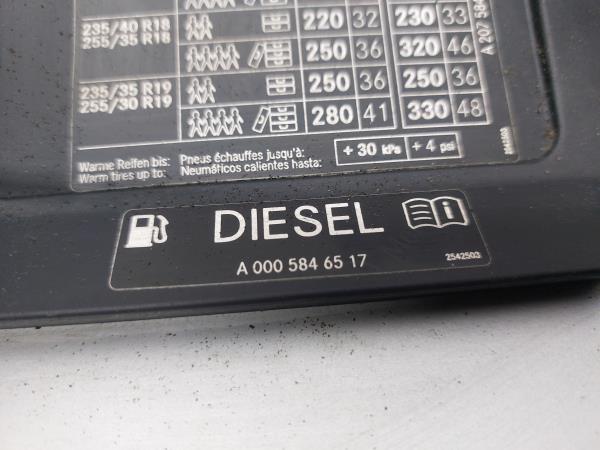 235/40 R18 220 32 230 33
255/35 R18 250 36 320 46
235/35 R19 250 36 250 36
255/30 R19 280 41 330 48
Warme Reifen bis: Pneus échauffes jusqu'à: + 30 kPa + 4 psi
Warm tires up to: Neumáticos calientes hasta:
A 207 584
DIESEL i
A 000 584 65 17 2542503